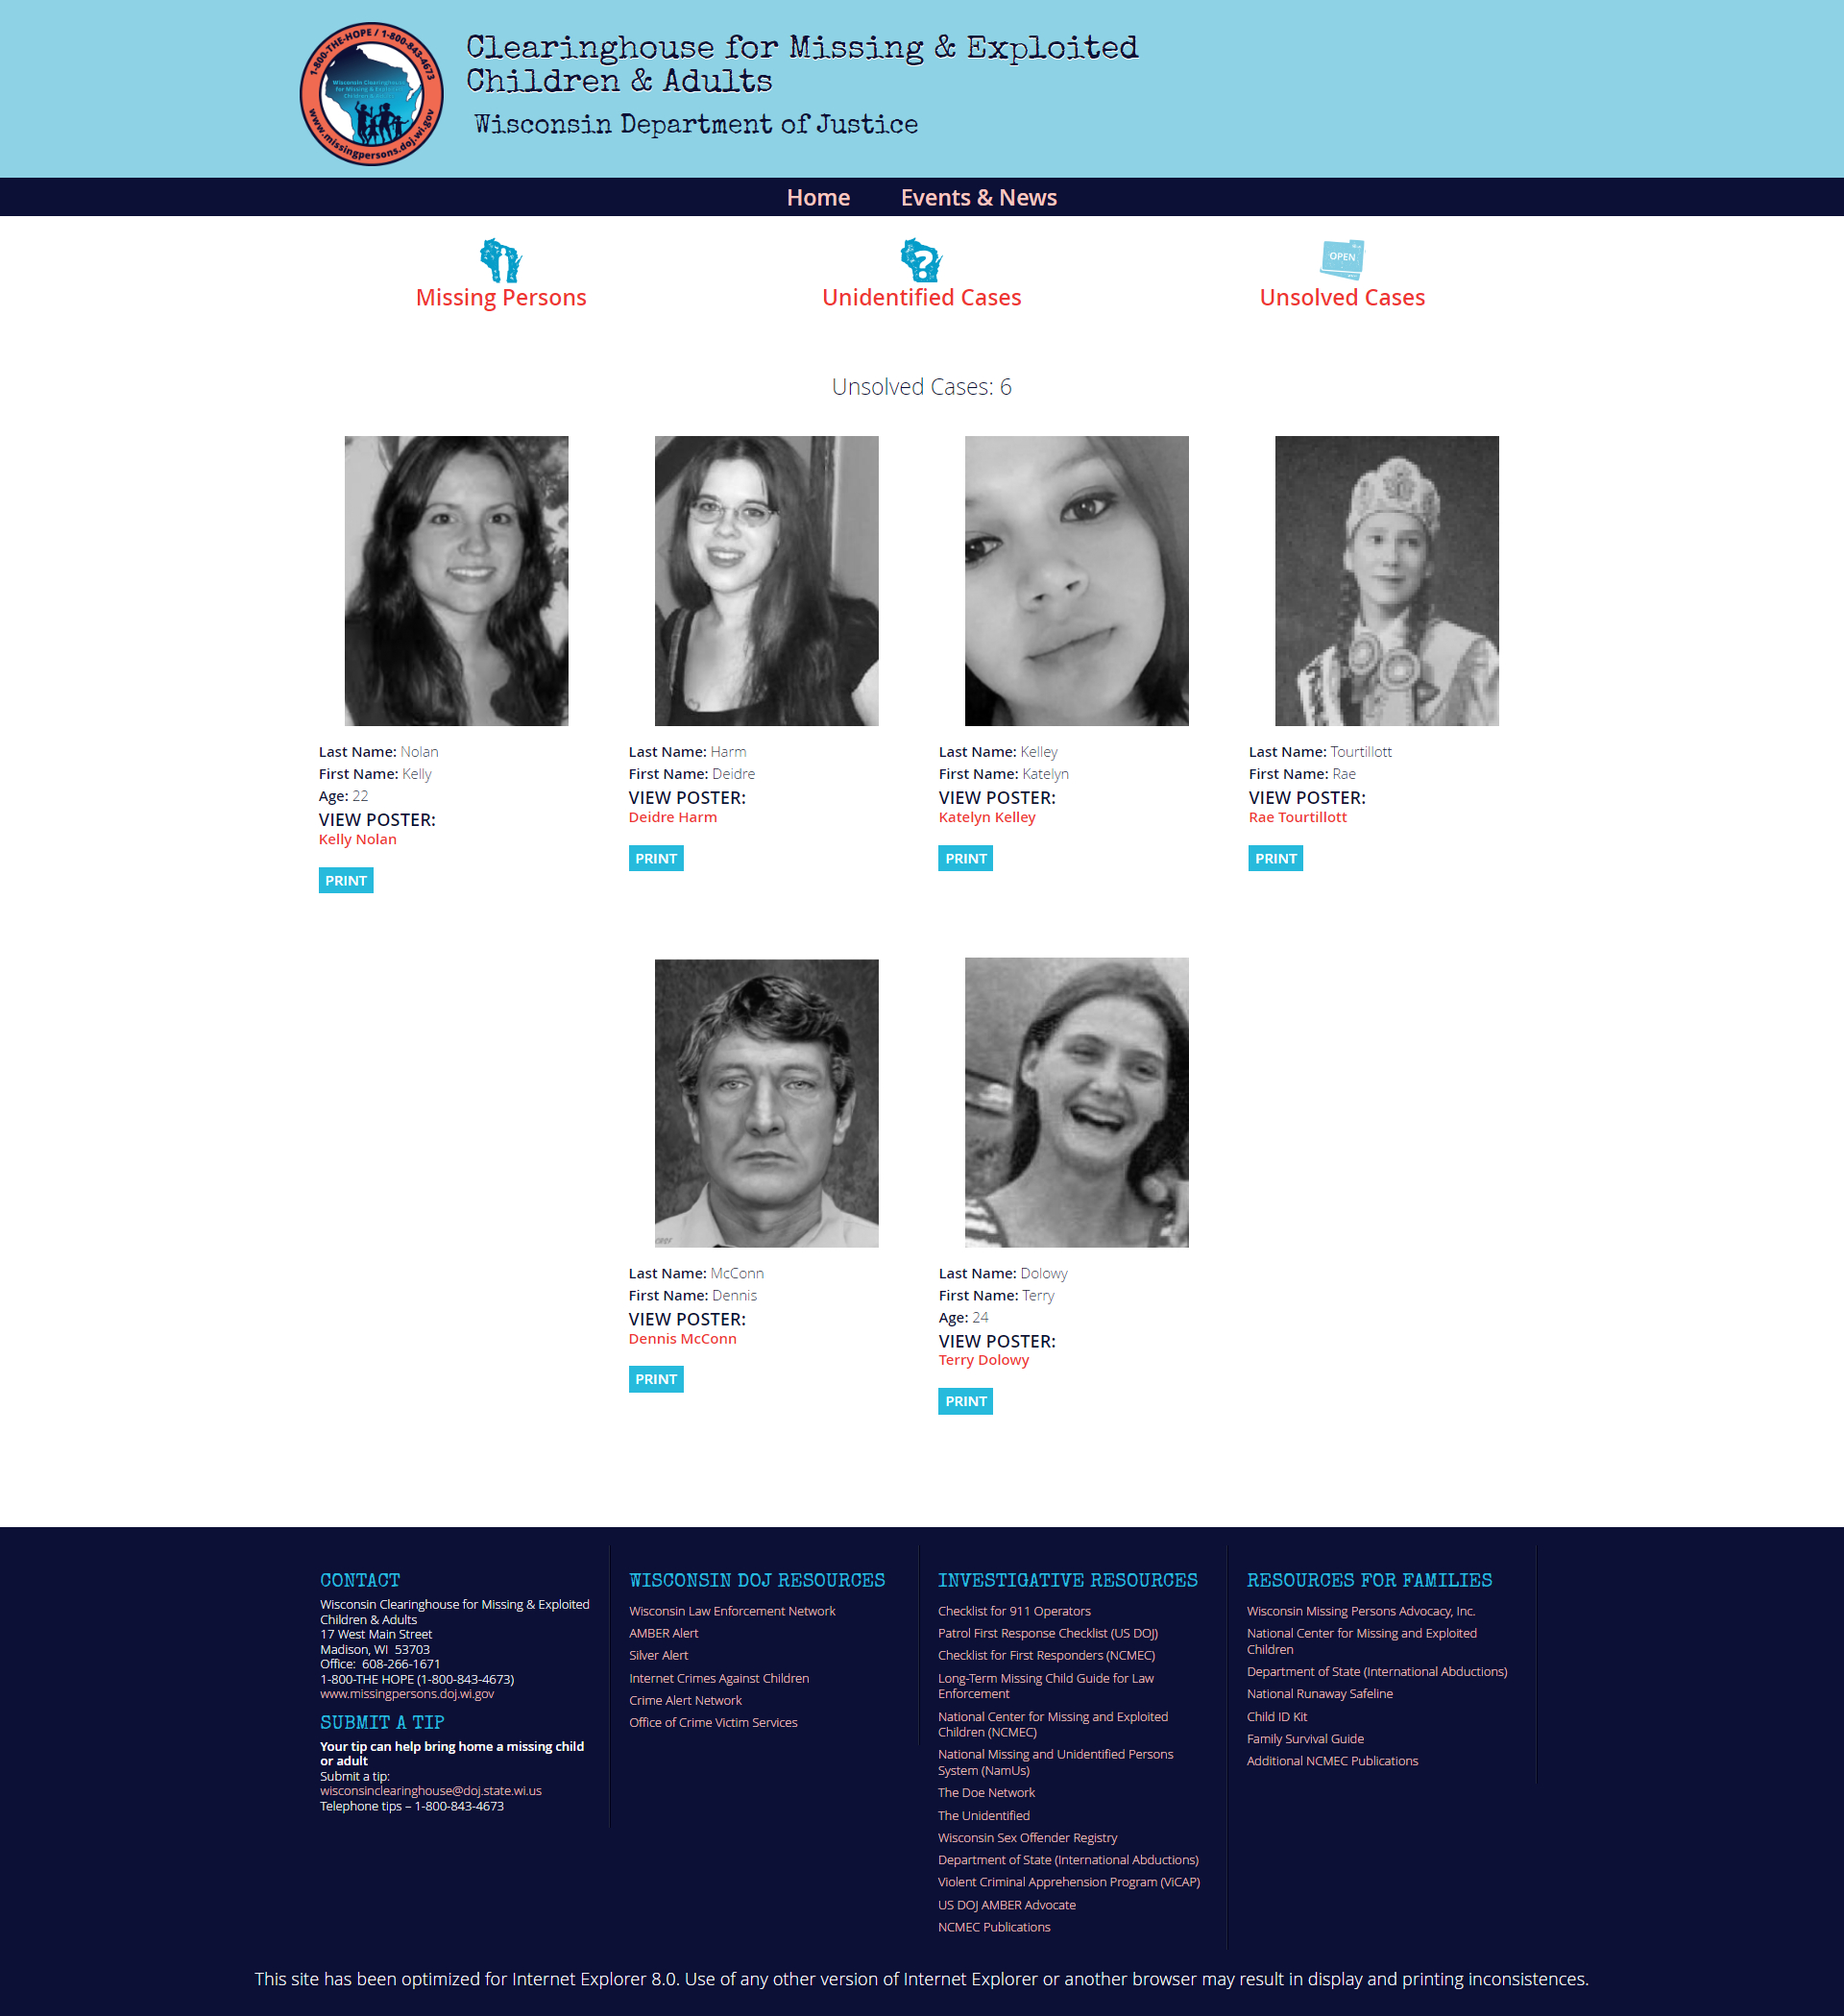 1-800-THE-HOPE / 1-800-843-4673
Wisconsin Clearinghouse
for Missing & Exploited
Children & Adults
www.missingpersons.doj.wi.gov
Clearinghouse for Missing & Exploited
Children & Adults
Wisconsin Department of Justice
Home Events & News
?
OPEN
Missing Persons Unidentified Cases Unsolved Cases
Unsolved Cases: 6
Last Name: Nolan
First Name: Kelly
Age: 22
VIEW POSTER:
Kelly Nolan
PRINT
Last Name: Harm
First Name: Deidre
VIEW POSTER:
Deidre Harm
PRINT
Last Name: Kelley
First Name: Katelyn
VIEW POSTER:
Katelyn Kelley
PRINT
Last Name: Tourtillott
First Name: Rae
VIEW POSTER:
Rae Tourtillott
PRINT
Last Name: McConn
First Name: Dennis
VIEW POSTER:
Dennis McConn
PRINT
Last Name: Dolowy
First Name: Terry
Age: 24
VIEW POSTER:
Terry Dolowy
PRINT
CONTACT
Wisconsin Clearinghouse for Missing & Exploited
Children & Adults
17 West Main Street
Madison, WI 53703
Office: 608-266-1671
1-800-THE HOPE (1-800-843-4673)
www.missingpersons.doj.wi.gov
SUBMIT A TIP
Your tip can help bring home a missing child
or adult
Submit a tip:
wisconsinclearinghouse@doj.state.wi.us
Telephone tips – 1-800-843-4673
WISCONSIN DOJ RESOURCES
Wisconsin Law Enforcement Network
AMBER Alert
Silver Alert
Internet Crimes Against Children
Crime Alert Network
Office of Crime Victim Services
INVESTIGATIVE RESOURCES
Checklist for 911 Operators
Patrol First Response Checklist (US DOJ)
Checklist for First Responders (NCMEC)
Long-Term Missing Child Guide for Law
Enforcement
National Center for Missing and Exploited
Children (NCMEC)
National Missing and Unidentified Persons
System (NamUs)
The Doe Network
The Unidentified
Wisconsin Sex Offender Registry
Department of State (International Abductions)
Violent Criminal Apprehension Program (ViCAP)
US DOJ AMBER Advocate
NCMEC Publications
RESOURCES FOR FAMILIES
Wisconsin Missing Persons Advocacy, Inc.
National Center for Missing and Exploited
Children
Department of State (International Abductions)
National Runaway Safeline
Child ID Kit
Family Survival Guide
Additional NCMEC Publications
This site has been optimized for Internet Explorer 8.0. Use of any other version of Internet Explorer or another browser may result in display and printing inconsistences.